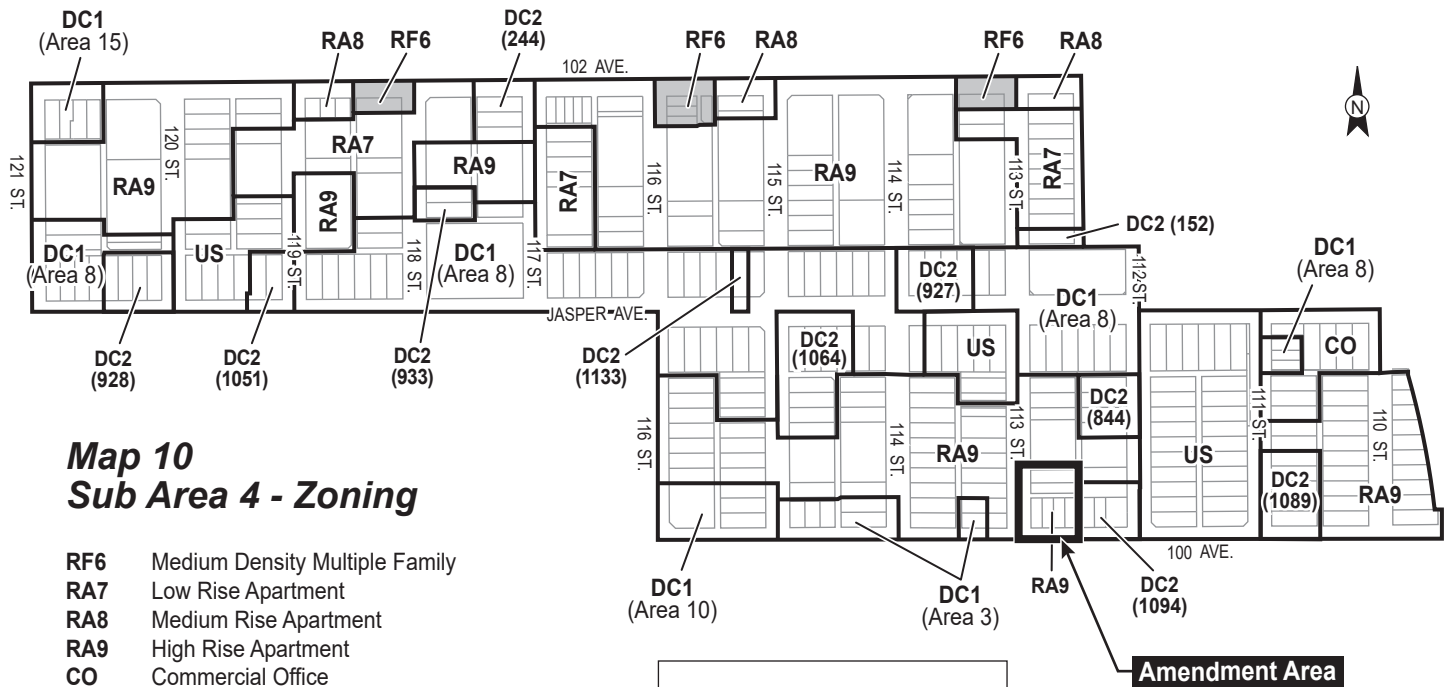 DC1
(Area 15)
RA8
RF6
DC2
(244)
RF6
RA8
RF6
RA8
102 AVE.
N
121 ST.
RA9
120 ST.
RA7
RA9
RA9
RA7
116 ST.
115 ST.
RA9
114 ST.
113 ST.
RA7
DC2 (152)
DC1
(Area 8)
US
119 ST.
118 ST.
DC1
(Area 8)
117 ST.
DC2
(927)
DC1
(Area 8)
112 ST.
DC1
(Area 8)
JASPER AVE.
DC2
(928)
DC2
(1051)
DC2
(933)
DC2
(1133)
DC2
(1064)
US
CO
DC2
(844)
116 ST.
114 ST.
113 ST.
111 ST.
110 ST.
RA9
US
DC2
(1089)
RA9
100 AVE.
DC1
(Area 10)
DC1
(Area 3)
RA9
DC2
(1094)
Amendment Area
Map 10
Sub Area 4 - Zoning
RF6 Medium Density Multiple Family
RA7 Low Rise Apartment
RA8 Medium Rise Apartment
RA9 High Rise Apartment
CO Commercial Office